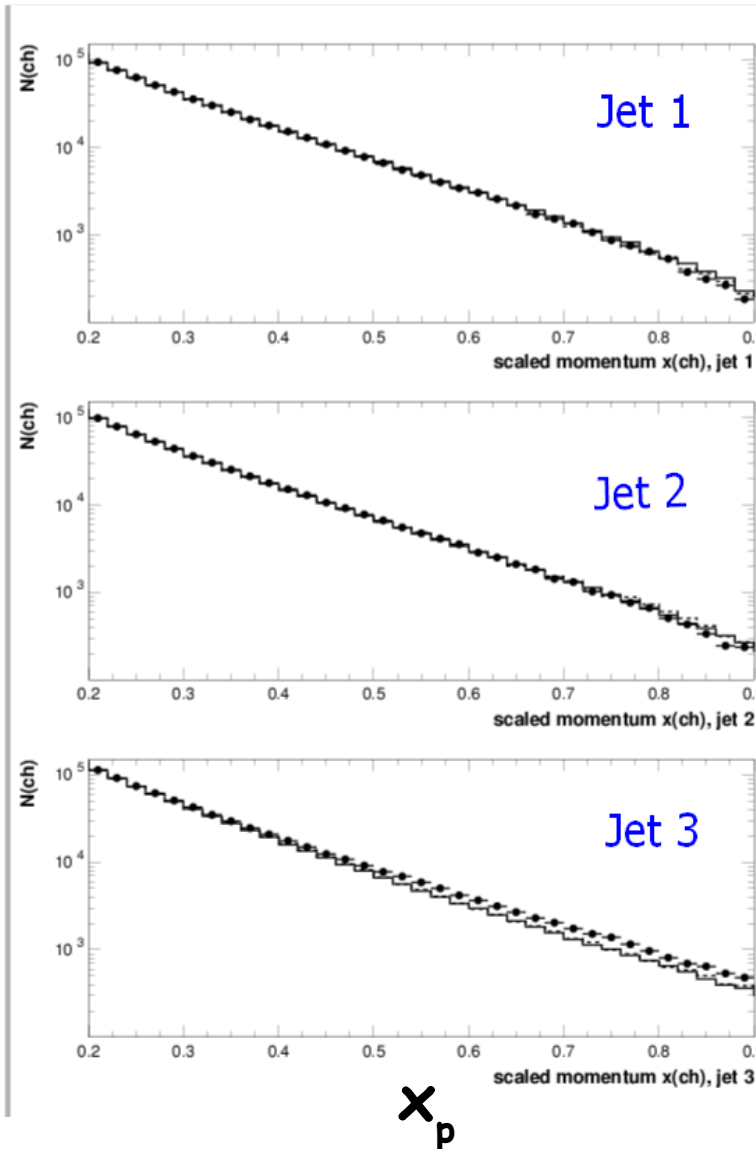 N(ch)
10^5
10^4
10^3
Jet 1
0.2 0.3 0.4 0.5 0.6 0.7 0.8 0.
scaled momentum x(ch), jet 1
N(ch)
10^5
10^4
10^3
Jet 2
0.2 0.3 0.4 0.5 0.6 0.7 0.8 0.
scaled momentum x(ch), jet 2
N(ch)
10^5
10^4
10^3
Jet 3
0.2 0.3 0.4 0.5 0.6 0.7 0.8 0.
scaled momentum x(ch), jet 3
x_p